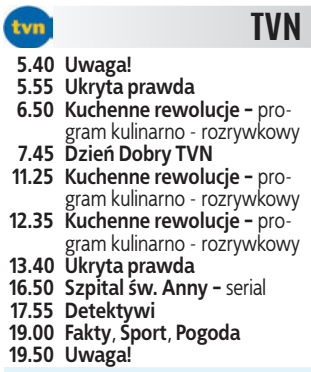 tvn TVN
5.40 Uwaga!
5.55 Ukryta prawda
6.50 Kuchenne rewolucje – pro-
gram kulinarno - rozrywkowy
7.45 Dzień Dobry TVN
11.25 Kuchenne rewolucje – pro-
gram kulinarno - rozrywkowy
12.35 Kuchenne rewolucje – pro-
gram kulinarno - rozrywkowy
13.40 Ukryta prawda
16.50 Szpital św. Anny – serial
17.55 Detektywi
19.00 Fakty, Sport, Pogoda
19.50 Uwaga!